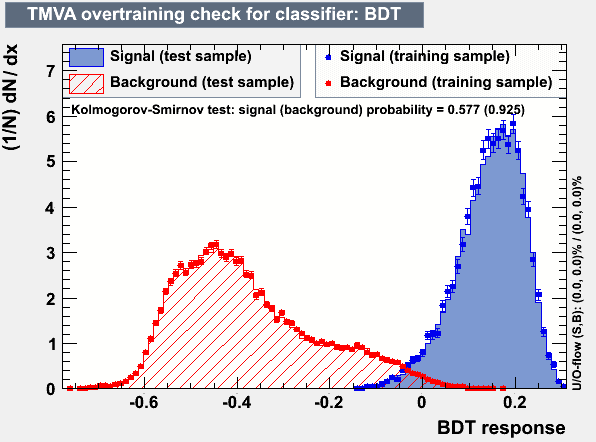 TMVA overtraining check for classifier: BDT
(1/N) dN / dx
Signal (test sample)
Background (test sample)
Signal (training sample)
Background (training sample)
Kolmogorov-Smirnov test: signal (background) probability = 0.577 (0.925)
7
6
5
4
3
2
1
0
-0.6
-0.4
-0.2
0
0.2
BDT response
U/O-flow (S,B): (0.0, 0.0)% / (0.0, 0.0)%